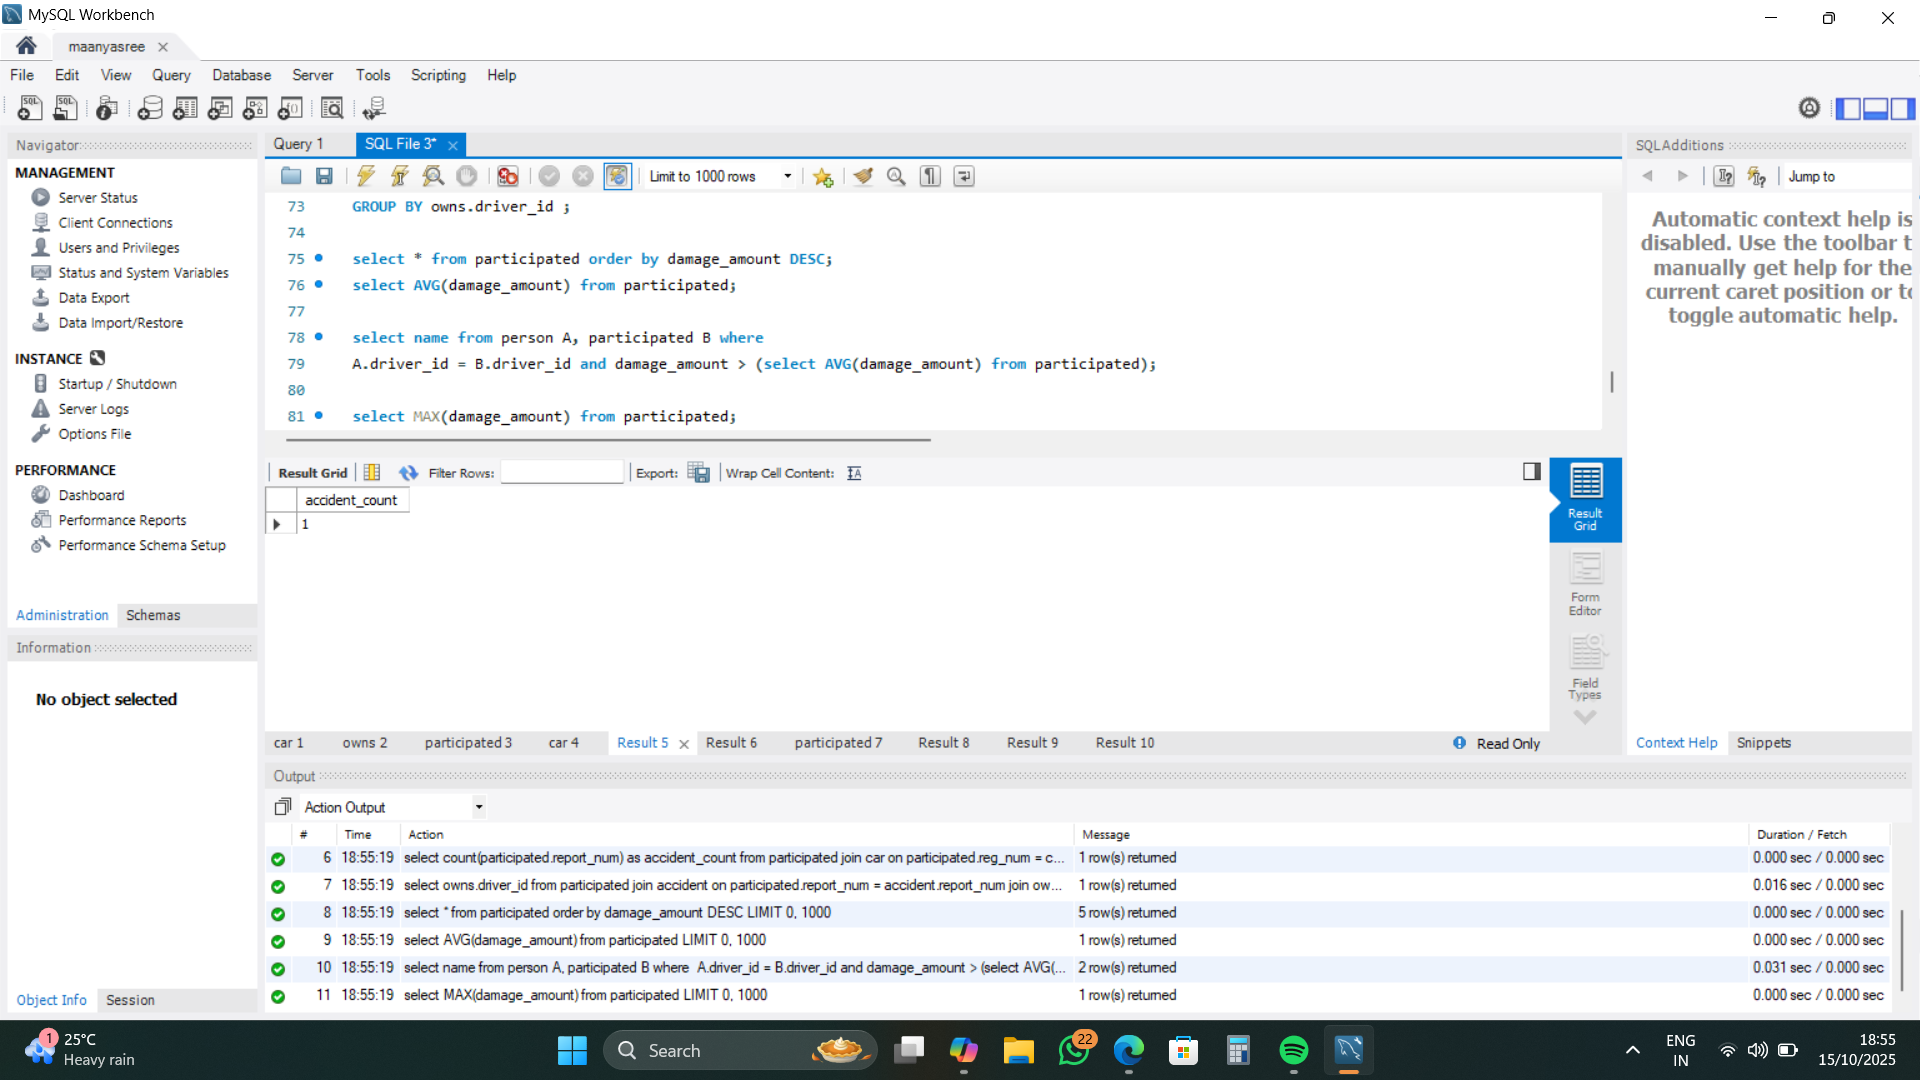 MySQL Workbench
maanyasree
File Edit View Query Database Server Tools Scripting Help
Navigator
MANAGEMENT
Server Status
Client Connections
Users and Privileges
Status and System Variables
Data Export
Data Import/Restore
INSTANCE
Startup / Shutdown
Server Logs
Options File
PERFORMANCE
Dashboard
Performance Reports
Performance Schema Setup
Administration Schemas
Information
No object selected
Object Info Session
Query 1 SQL File 3*
Limit to 1000 rows
73 GROUP BY owns.driver_id ;
74
75 select * from participated order by damage_amount DESC;
76 select AVG(damage_amount) from participated;
77
78 select name from person A, participated B where
79 A.driver_id = B.driver_id and damage_amount > (select AVG(damage_amount) from participated);
80
81 select MAX(damage_amount) from participated;
Result Grid Filter Rows: Export: Wrap Cell Content:
accident_count
1
Result Grid
Form Editor
Field Types
car 1 owns 2 participated 3 car 4 Result 5 Result 6 participated 7 Result 8 Result 9 Result 10 Read Only
SQLAdditions
Jump to
Automatic context help is
disabled. Use the toolbar t
manually get help for the
current caret position or to
toggle automatic help.
Context Help Snippets
Output
Action Output
# Time Action Message Duration / Fetch
6 18:55:19 select count(participated.report_num) as accident_count from participated join car on participated.reg_num = c... 1 row(s) returned 0.000 sec / 0.000 sec
7 18:55:19 select owns.driver_id from participated join accident on participated.report_num = accident.report_num join ow... 1 row(s) returned 0.016 sec / 0.000 sec
8 18:55:19 select * from participated order by damage_amount DESC LIMIT 0, 1000 5 row(s) returned 0.000 sec / 0.000 sec
9 18:55:19 select AVG(damage_amount) from participated LIMIT 0, 1000 1 row(s) returned 0.000 sec / 0.000 sec
10 18:55:19 select name from person A, participated B where A.driver_id = B.driver_id and damage_amount > (select AVG(... 2 row(s) returned 0.031 sec / 0.000 sec
11 18:55:19 select MAX(damage_amount) from participated LIMIT 0, 1000 1 row(s) returned 0.000 sec / 0.000 sec
1 25°C
Heavy rain
Search
22
ENG
IN
18:55
15/10/2025